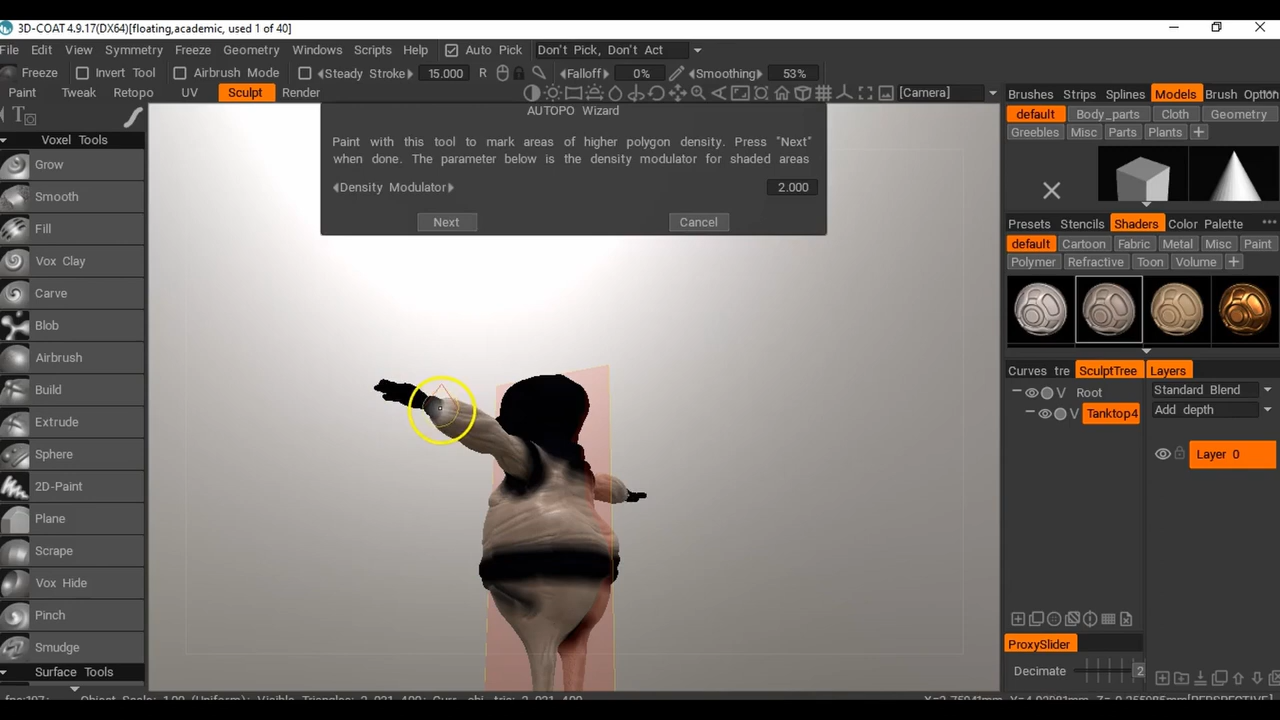 3D-COAT 4.9.17(DX64)[floating,academic, used 1 of 40]
File Edit View Symmetry Freeze Geometry Windows Scripts Help Auto Pick Don't Pick, Don't Act
Freeze Invert Tool Airbrush Mode Steady Stroke 15.000 R Falloff 0% Smoothing 53%
Paint Tweak Retopo UV Sculpt Render [Camera]
Brushes Strips Splines Models Brush Option
AUTOPO Wizard
Paint with this tool to mark areas of higher polygon density. Press "Next"
when done. The parameter below is the density modulator for shaded areas
Density Modulator 2.000
Next Cancel
Voxel Tools
Grow
Smooth
Fill
Vox Clay
Carve
Blob
Airbrush
Build
Extrude
Sphere
2D-Paint
Plane
Scrape
Vox Hide
Pinch
Smudge
Surface Tools
default Body_parts Cloth Geometry
Greebles Misc Parts Plants
Presets Stencils Shaders Color Palette
default Cartoon Fabric Metal Misc Paint
Polymer Refractive Toon Volume
Curves tre SculptTree Layers
V Root
V Tanktop4
Standard Blend
Add depth
Layer 0
ProxySlider
Decimate 2